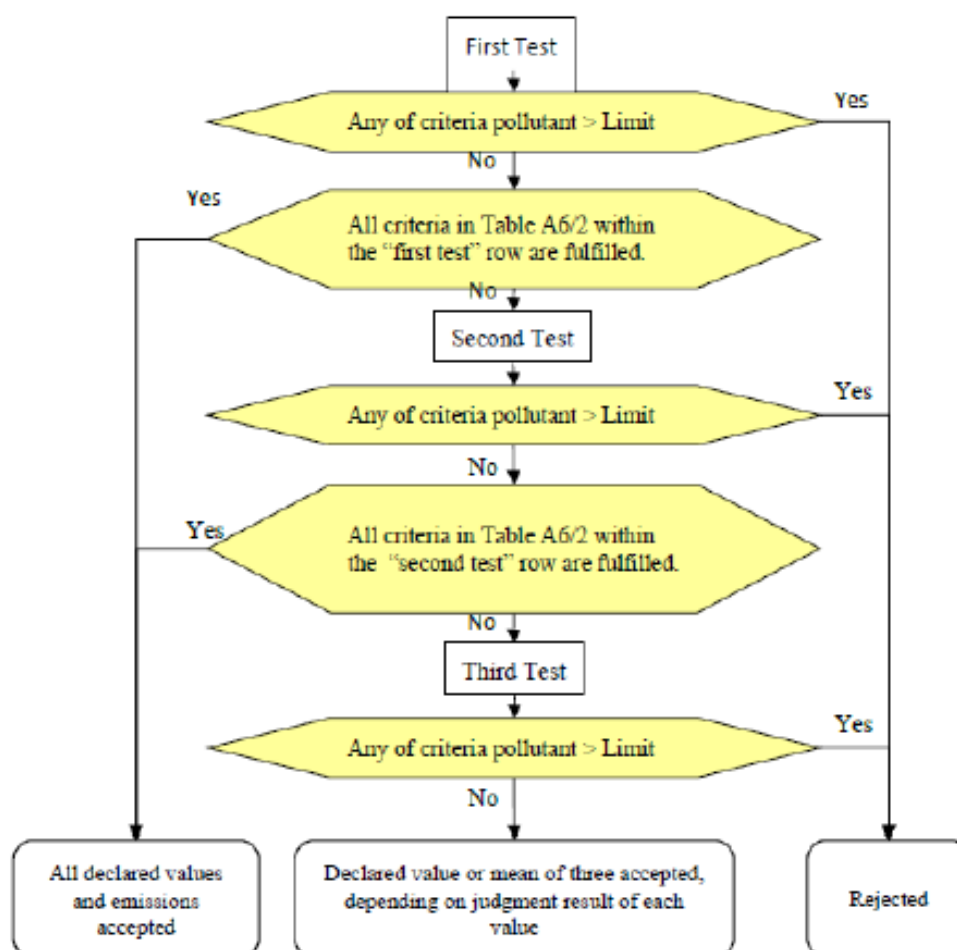 First Test
Any of criteria pollutant > Limit
Yes
No
Yes
All criteria in Table A6/2 within
the “first test” row are fulfilled.
No
Second Test
Any of criteria pollutant > Limit
Yes
No
Yes
All criteria in Table A6/2 within
the “second test” row are fulfilled.
No
Third Test
Any of criteria pollutant > Limit
Yes
No
All declared values
and emissions
accepted
Declared value or mean of three accepted,
depending on judgment result of each
value
Rejected